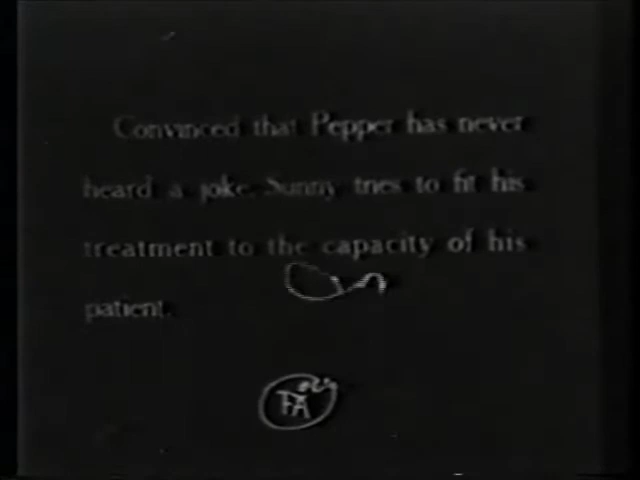 Convinced that Pepper has never
heard a joke. Sunny tries to fit his
treatment to the capacity of his
patient.
FA